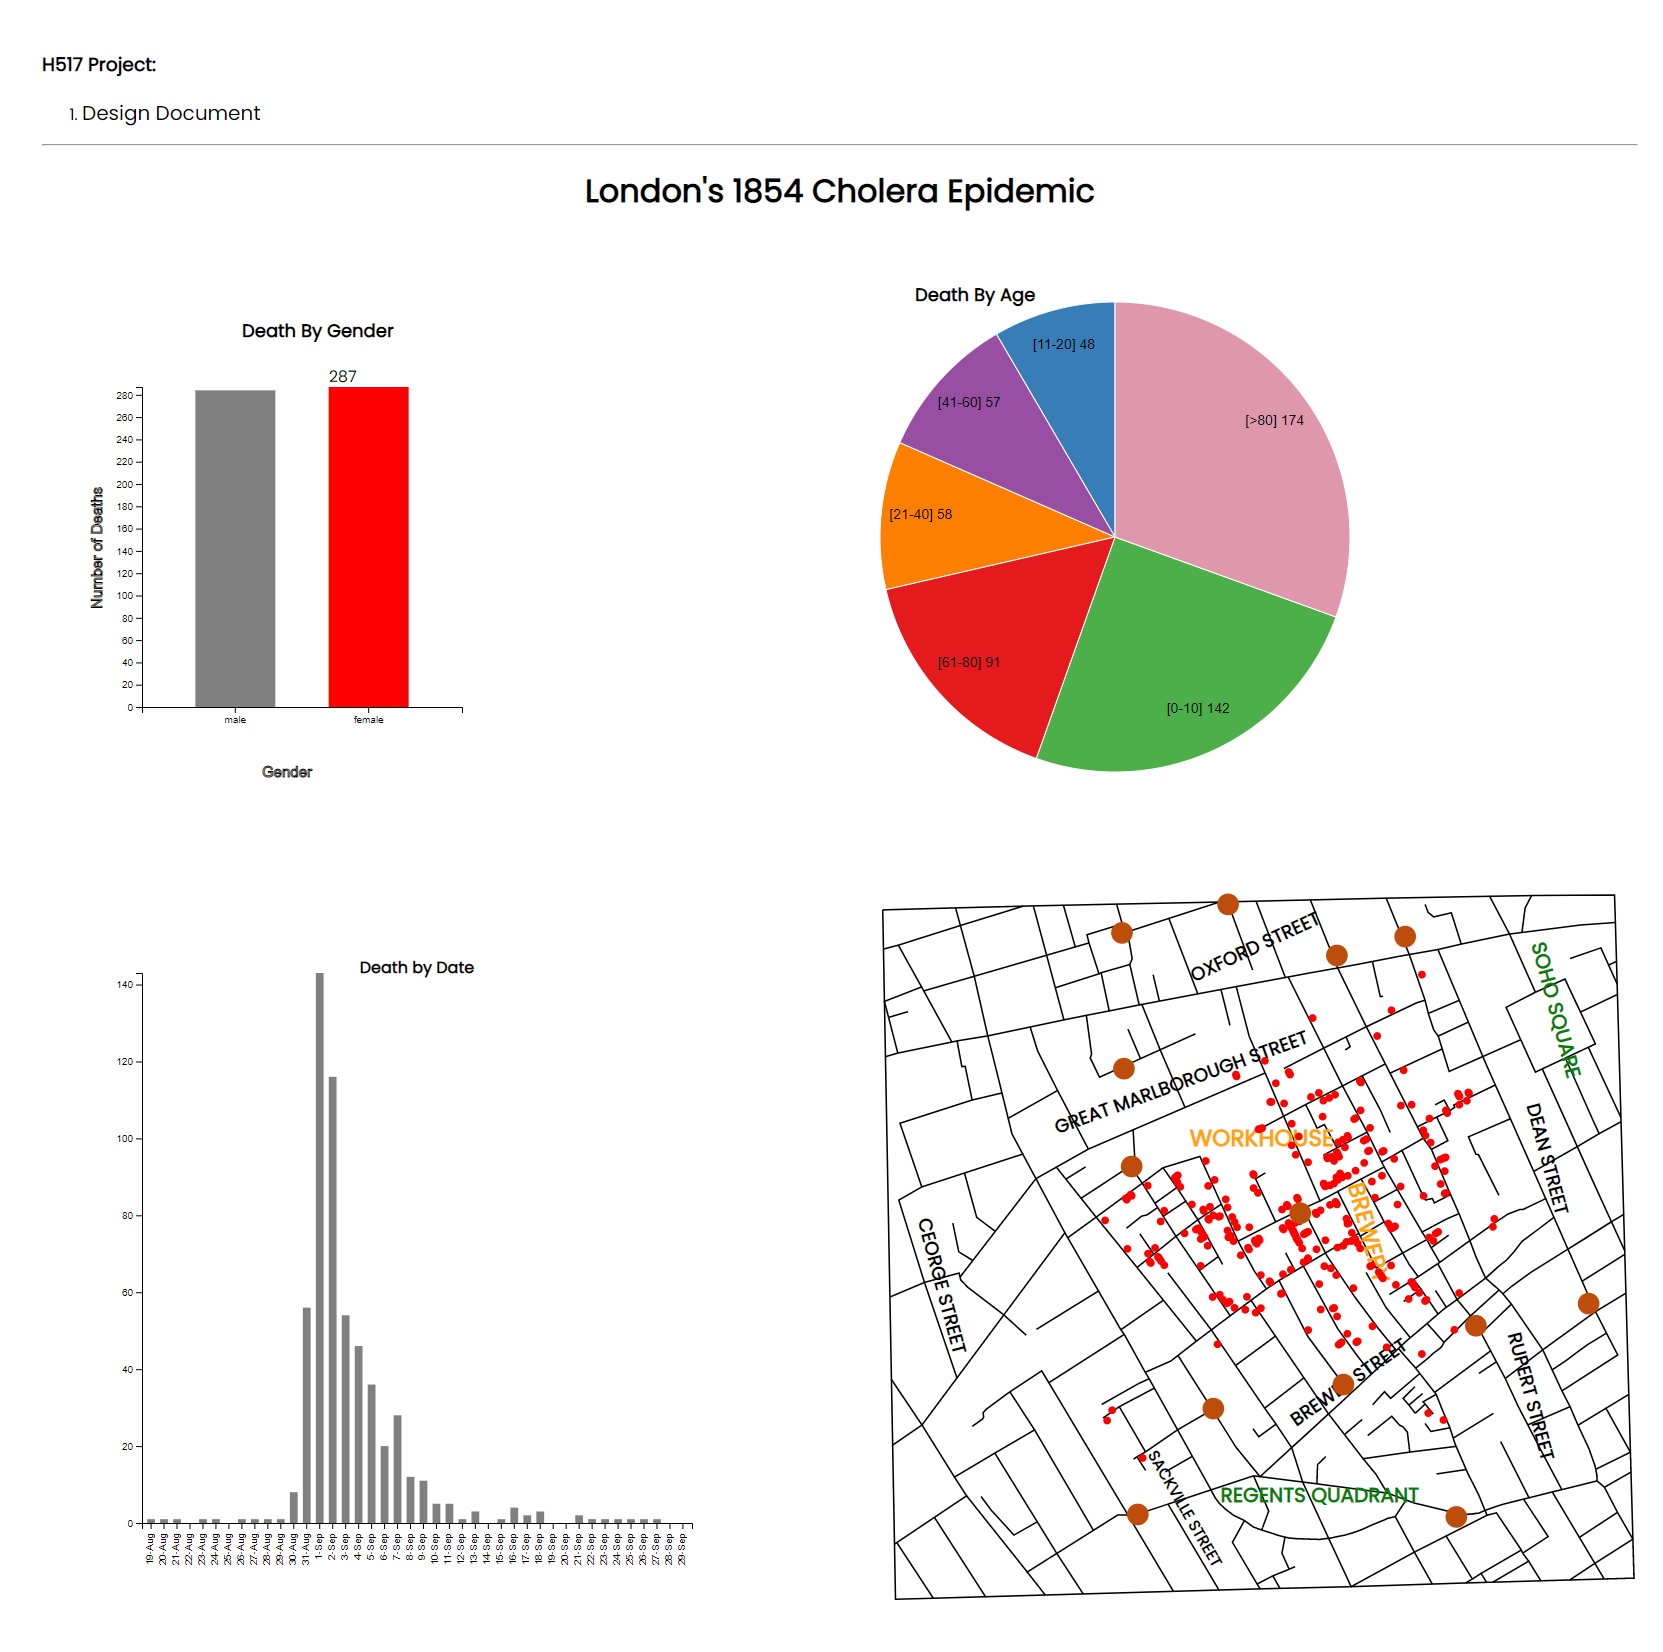 H517 Project:
1. Design Document
London's 1854 Cholera Epidemic
Death By Gender
287
280
260
240
220
200
180
160
140
120
100
80
60
40
20
0
Number of Deaths
male
female
Gender
Death By Age
[11-20] 48
[>80] 174
[41-60] 57
[21-40] 58
[61-80] 91
[0-10] 142
Death by Date
140
120
100
80
60
40
20
0
19-Aug
20-Aug
21-Aug
22-Aug
23-Aug
24-Aug
25-Aug
26-Aug
27-Aug
28-Aug
29-Aug
30-Aug
31-Aug
1-Sep
2-Sep
3-Sep
4-Sep
5-Sep
6-Sep
7-Sep
8-Sep
9-Sep
10-Sep
11-Sep
12-Sep
13-Sep
14-Sep
15-Sep
16-Sep
17-Sep
18-Sep
19-Sep
20-Sep
21-Sep
22-Sep
23-Sep
24-Sep
25-Sep
26-Sep
27-Sep
28-Sep
29-Sep
OXFORD STREET
SOHO SQUARE
GREAT MARLBOROUGH STREET
WORKHOUSE
DEAN STREET
BREWERY
CEORGE STREET
BREWER STREET
RUPERT STREET
SACKVILLE STREET
REGENTS QUADRANT